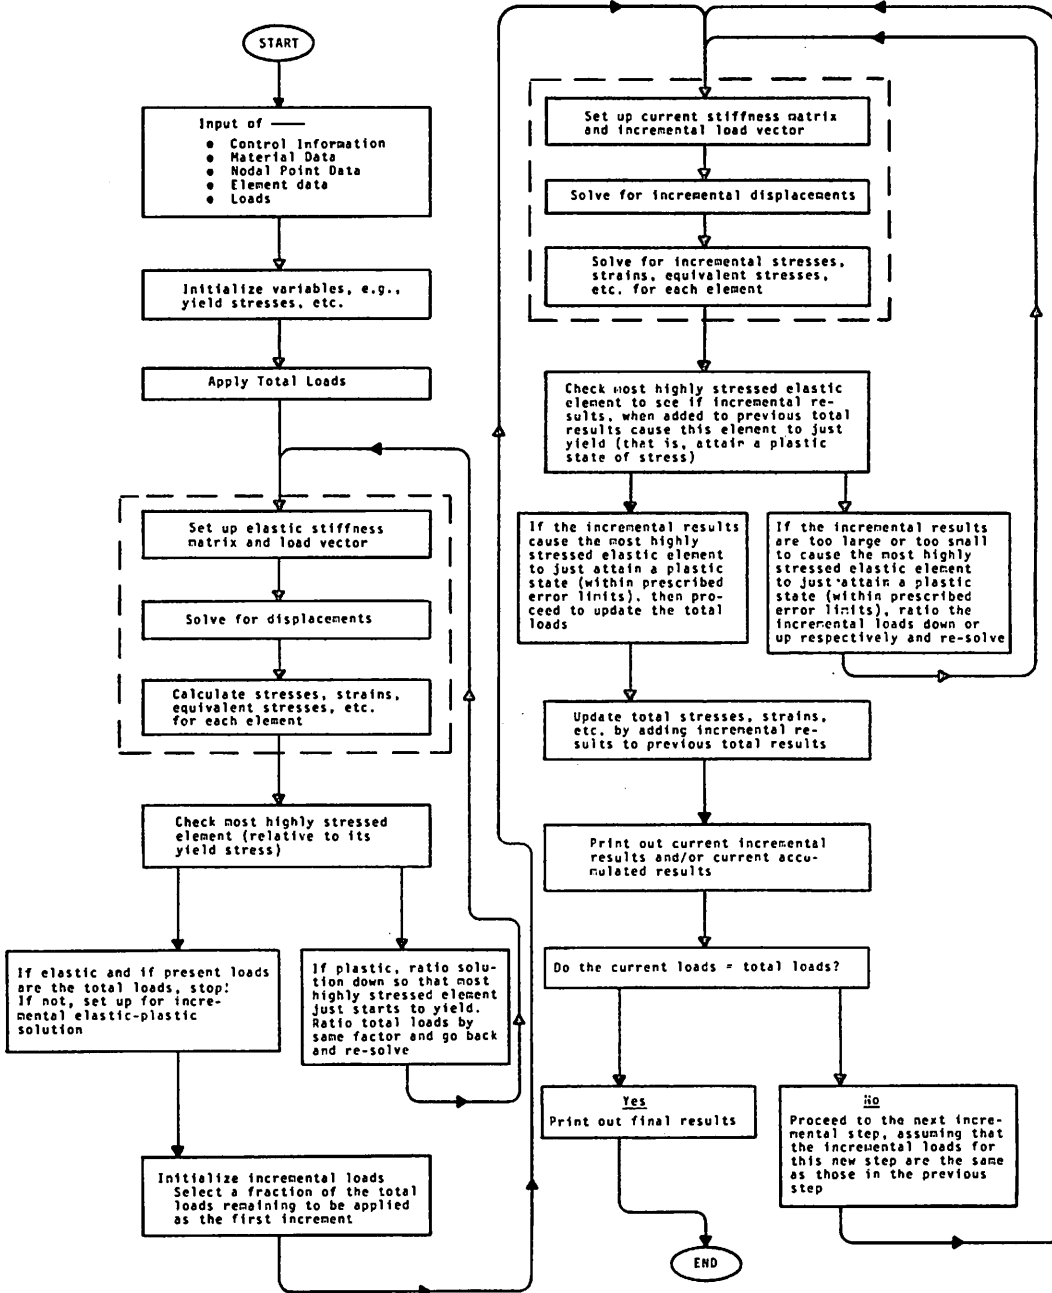 START
Input of ——
• Control Information
• Material Data
• Nodal Point Data
• Element data
• Loads
Initialize variables, e.g.,
yield stresses, etc.
Apply Total Loads
Set up elastic stiffness
matrix and load vector
Solve for displacements
Calculate stresses, strains,
equivalent stresses, etc.
for each element
Check most highly stressed
element (relative to its
yield stress)
If elastic and if present loads
are the total loads, stop!
If not, set up for incre-
mental elastic-plastic
solution
If plastic, ratio solu-
tion down so that most
highly stressed element
just starts to yield.
Ratio total loads by
same factor and go back
and re-solve
Initialize incremental loads
Select a fraction of the total
loads remaining to be applied
as the first increment
Set up current stiffness matrix
and incremental load vector
Solve for incremental displacements
Solve for incremental stresses,
strains, equivalent stresses,
etc. for each element
Check most highly stressed elastic
element to see if incremental re-
sults, when added to previous total
results cause this element to just
yield (that is, attain a plastic
state of stress)
If the incremental results
cause the most highly
stressed elastic element
to just attain a plastic
state (within prescribed
error limits), then pro-
ceed to update the total
loads
If the incremental results
are too large or too small
to cause the most highly
stressed elastic element
to just attain a plastic
state (within prescribed
error limits), ratio the
incremental loads down or
up respectively and re-solve
Update total stresses, strains,
etc. by adding incremental re-
sults to previous total results
Print out current incremental
results and/or current accu-
mulated results
Do the current loads = total loads?
Yes
Print out final results
No
Proceed to the next incre-
mental step, assuming that
the incremental loads for
this new step are the same
as those in the previous
step
END